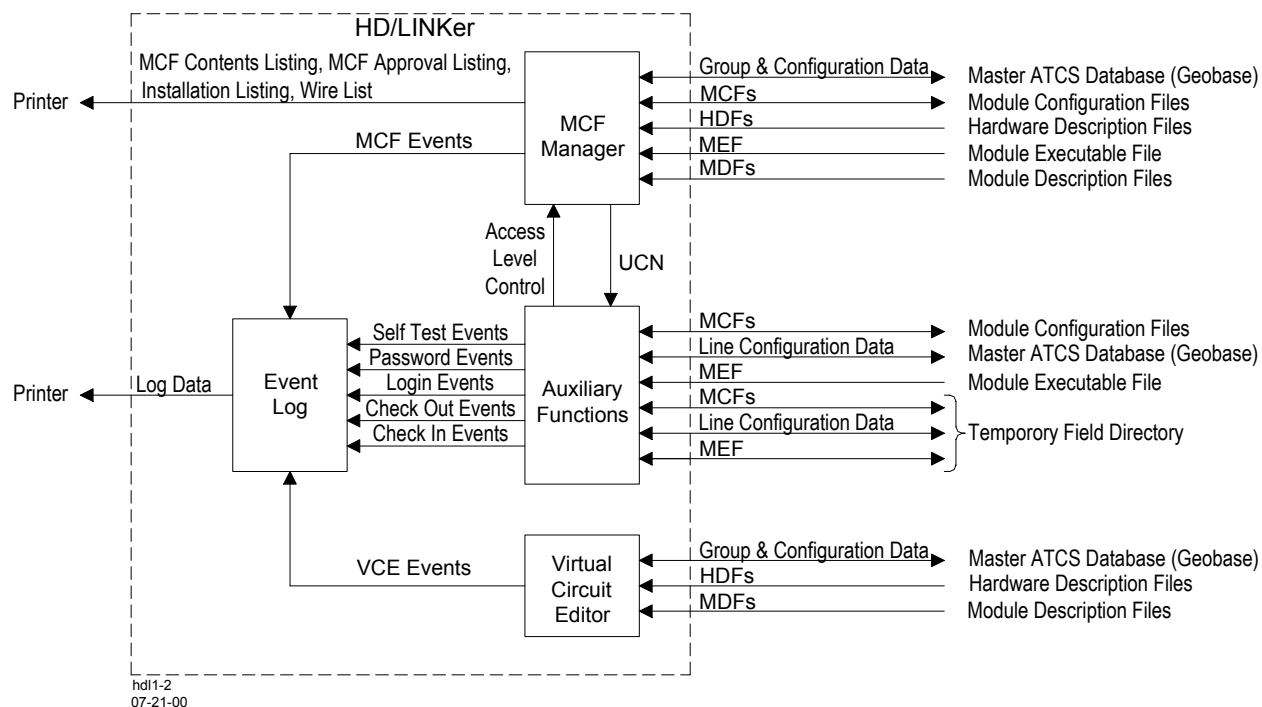 HD/LINKer
MCF Contents Listing, MCF Approval Listing,
Installation Listing, Wire List
Printer
MCF Events
MCF
Manager
Group & Configuration Data
Master ATCS Database (Geobase)
MCFs
Module Configuration Files
HDFs
Hardware Description Files
MEF
Module Executable File
MDFs
Module Description Files
Access
Level
Control
UCN
Printer
Log Data
Event
Log
Self Test Events
Password Events
Login Events
Check Out Events
Check In Events
Auxiliary
Functions
MCFs
Module Configuration Files
Line Configuration Data
Master ATCS Database (Geobase)
MEF
Module Executable File
MCFs
Line Configuration Data
Temporory Field Directory
MEF
VCE Events
Virtual
Circuit
Editor
Group & Configuration Data
Master ATCS Database (Geobase)
HDFs
Hardware Description Files
MDFs
Module Description Files
hdl1-2
07-21-00